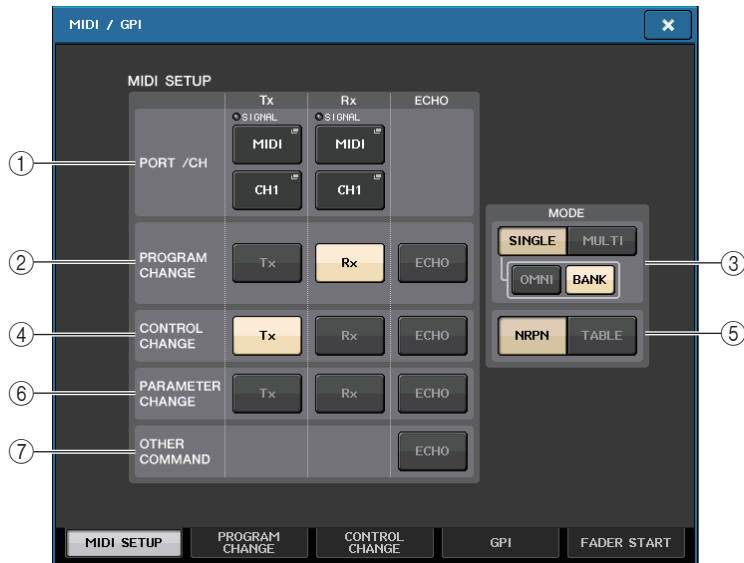 MIDI / GPI
MIDI SETUP
Tx Rx ECHO
SIGNAL SIGNAL
① PORT /CH MIDI MIDI
CH1 CH1
MODE
② PROGRAM CHANGE Tx Rx ECHO
SINGLE MULTI ③
OMNI BANK
④ CONTROL CHANGE Tx Rx ECHO
NRPN TABLE ⑤
⑥ PARAMETER CHANGE Tx Rx ECHO
⑦ OTHER COMMAND ECHO
MIDI SETUP PROGRAM CHANGE CONTROL CHANGE GPI FADER START